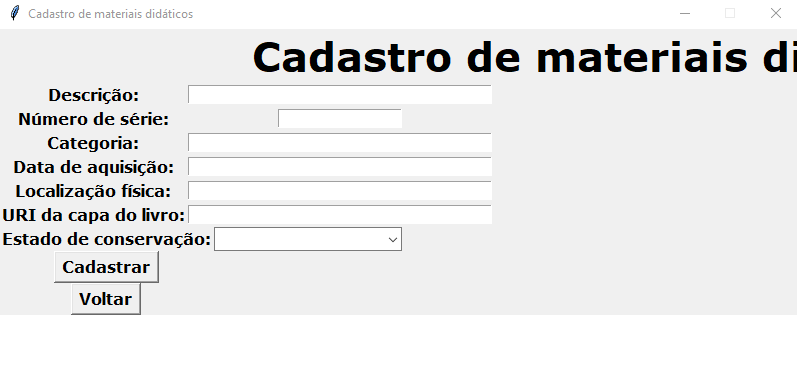 Cadastro de materiais didáticos
Cadastro de materiais di
Descrição:
Número de série:
Categoria:
Data de aquisição:
Localização física:
URI da capa do livro:
Estado de conservação:
Cadastrar
Voltar